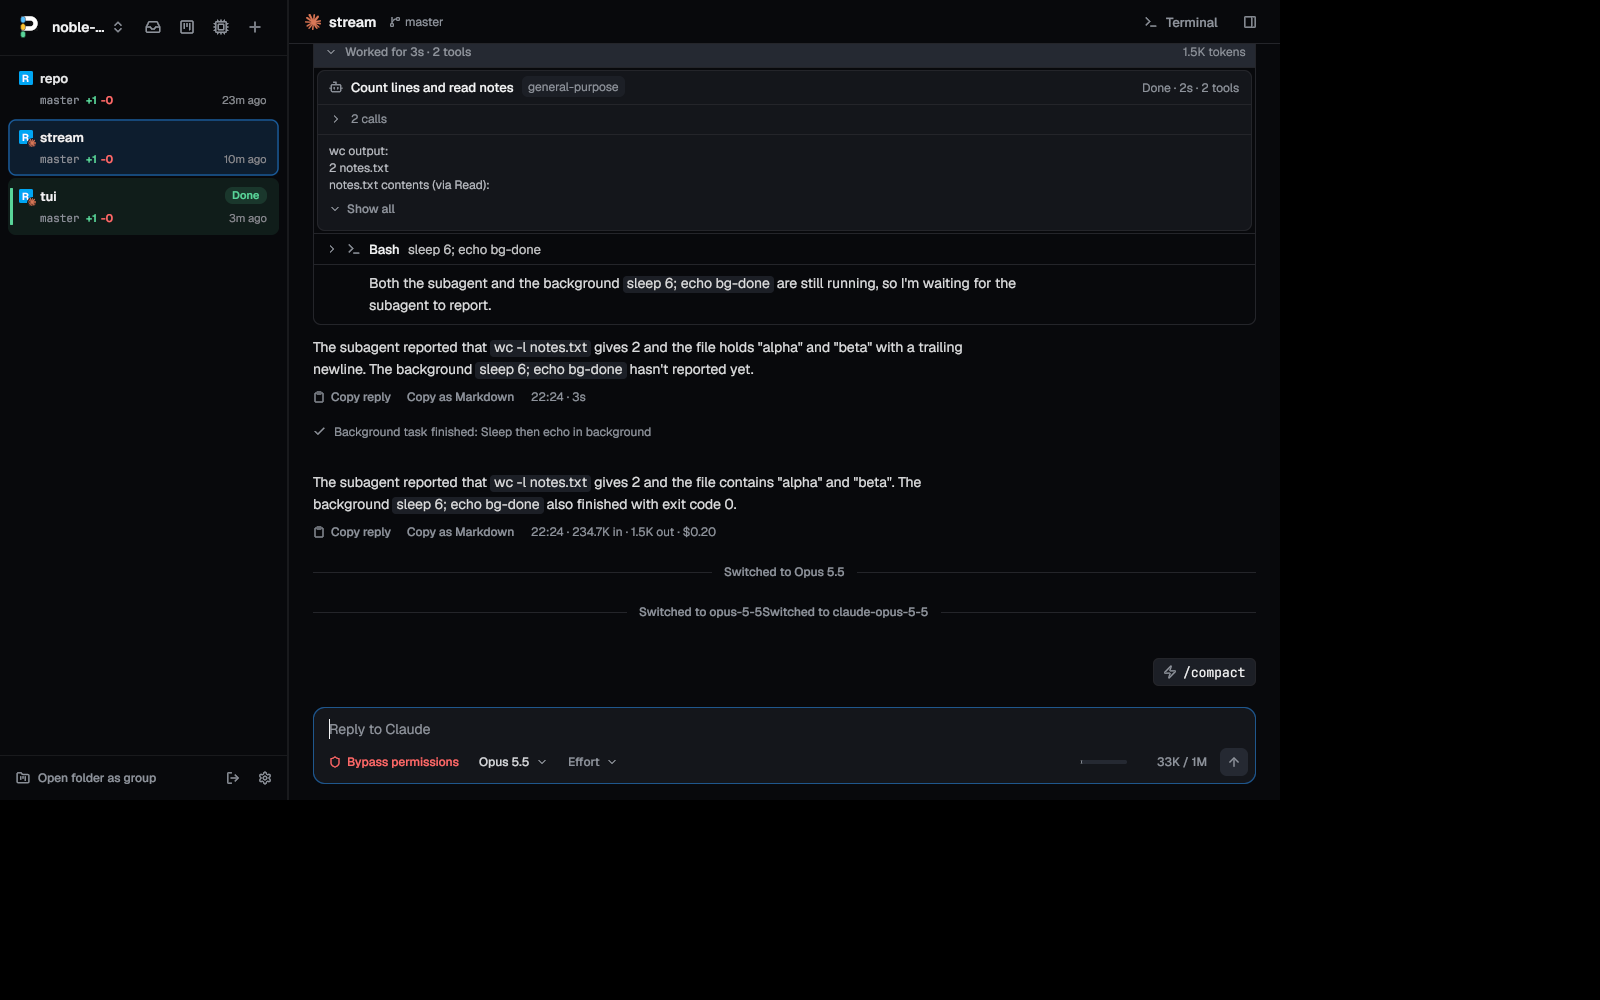 noble-...
repo
master +1 -0 23m ago
stream
master +1 -0 10m ago
tui Done
master +1 -0 3m ago
Open folder as group
stream master
Terminal
Worked for 3s · 2 tools 1.5K tokens
Count lines and read notes general-purpose Done · 2s · 2 tools
2 calls
wc output:
2 notes.txt
notes.txt contents (via Read):
Show all
Bash sleep 6; echo bg-done
Both the subagent and the background sleep 6; echo bg-done are still running, so I'm waiting for the
subagent to report.
The subagent reported that wc -l notes.txt gives 2 and the file holds "alpha" and "beta" with a trailing
newline. The background sleep 6; echo bg-done hasn't reported yet.
Copy reply Copy as Markdown 22:24 · 3s
Background task finished: Sleep then echo in background
The subagent reported that wc -l notes.txt gives 2 and the file contains "alpha" and "beta". The
background sleep 6; echo bg-done also finished with exit code 0.
Copy reply Copy as Markdown 22:24 · 234.7K in · 1.5K out · $0.20
Switched to Opus 5.5
Switched to opus-5-5Switched to claude-opus-5-5
/compact
Reply to Claude
Bypass permissions Opus 5.5 Effort 33K / 1M